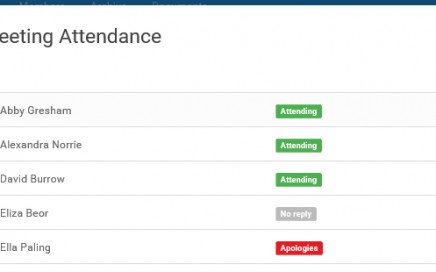 eeting Attendance
Abby Gresham Attending
Alexandra Norrie Attending
David Burrow Attending
Eliza Beor No reply
Ella Paling Apologies